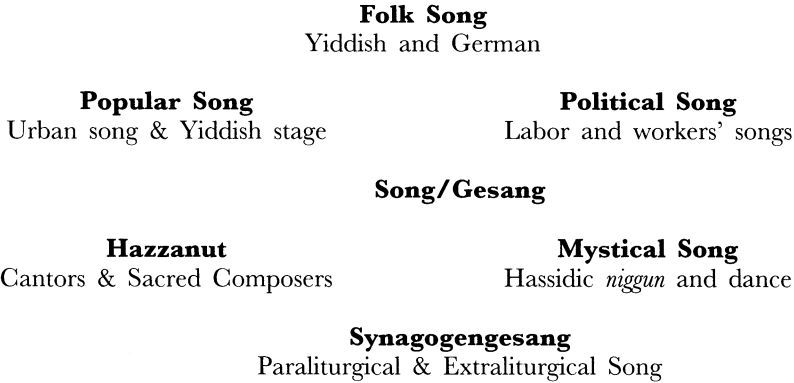 Folk Song
Yiddish and German
Popular Song
Urban song & Yiddish stage
Political Song
Labor and workers' songs
Song/Gesang
Hazzanut
Cantors & Sacred Composers
Mystical Song
Hassidic niggun and dance
Synagogengesang
Paraliturgical & Extraliturgical Song